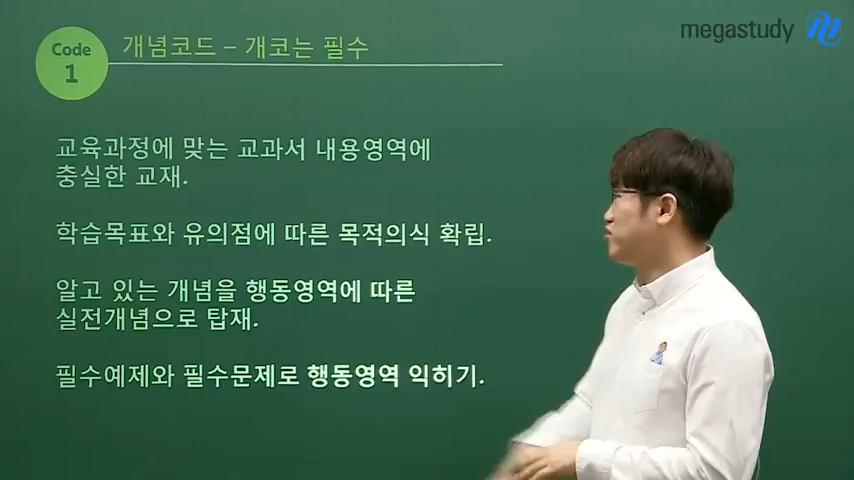 megastudy
Code
1
개념코드 – 개코는 필수
교육과정에 맞는 교과서 내용영역에
충실한 교재.
학습목표와 유의점에 따른 목적의식 확립.
알고 있는 개념을 행동영역에 따른
실전개념으로 탑재.
필수예제와 필수문제로 행동영역 익히기.